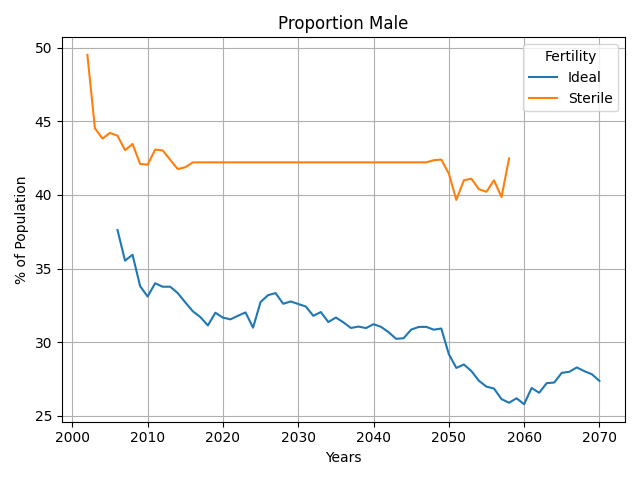 Proportion Male
% of Population
50
45
40
35
30
25
Fertility
Ideal
Sterile
2000 2010 2020 2030 2040 2050 2060 2070
Years